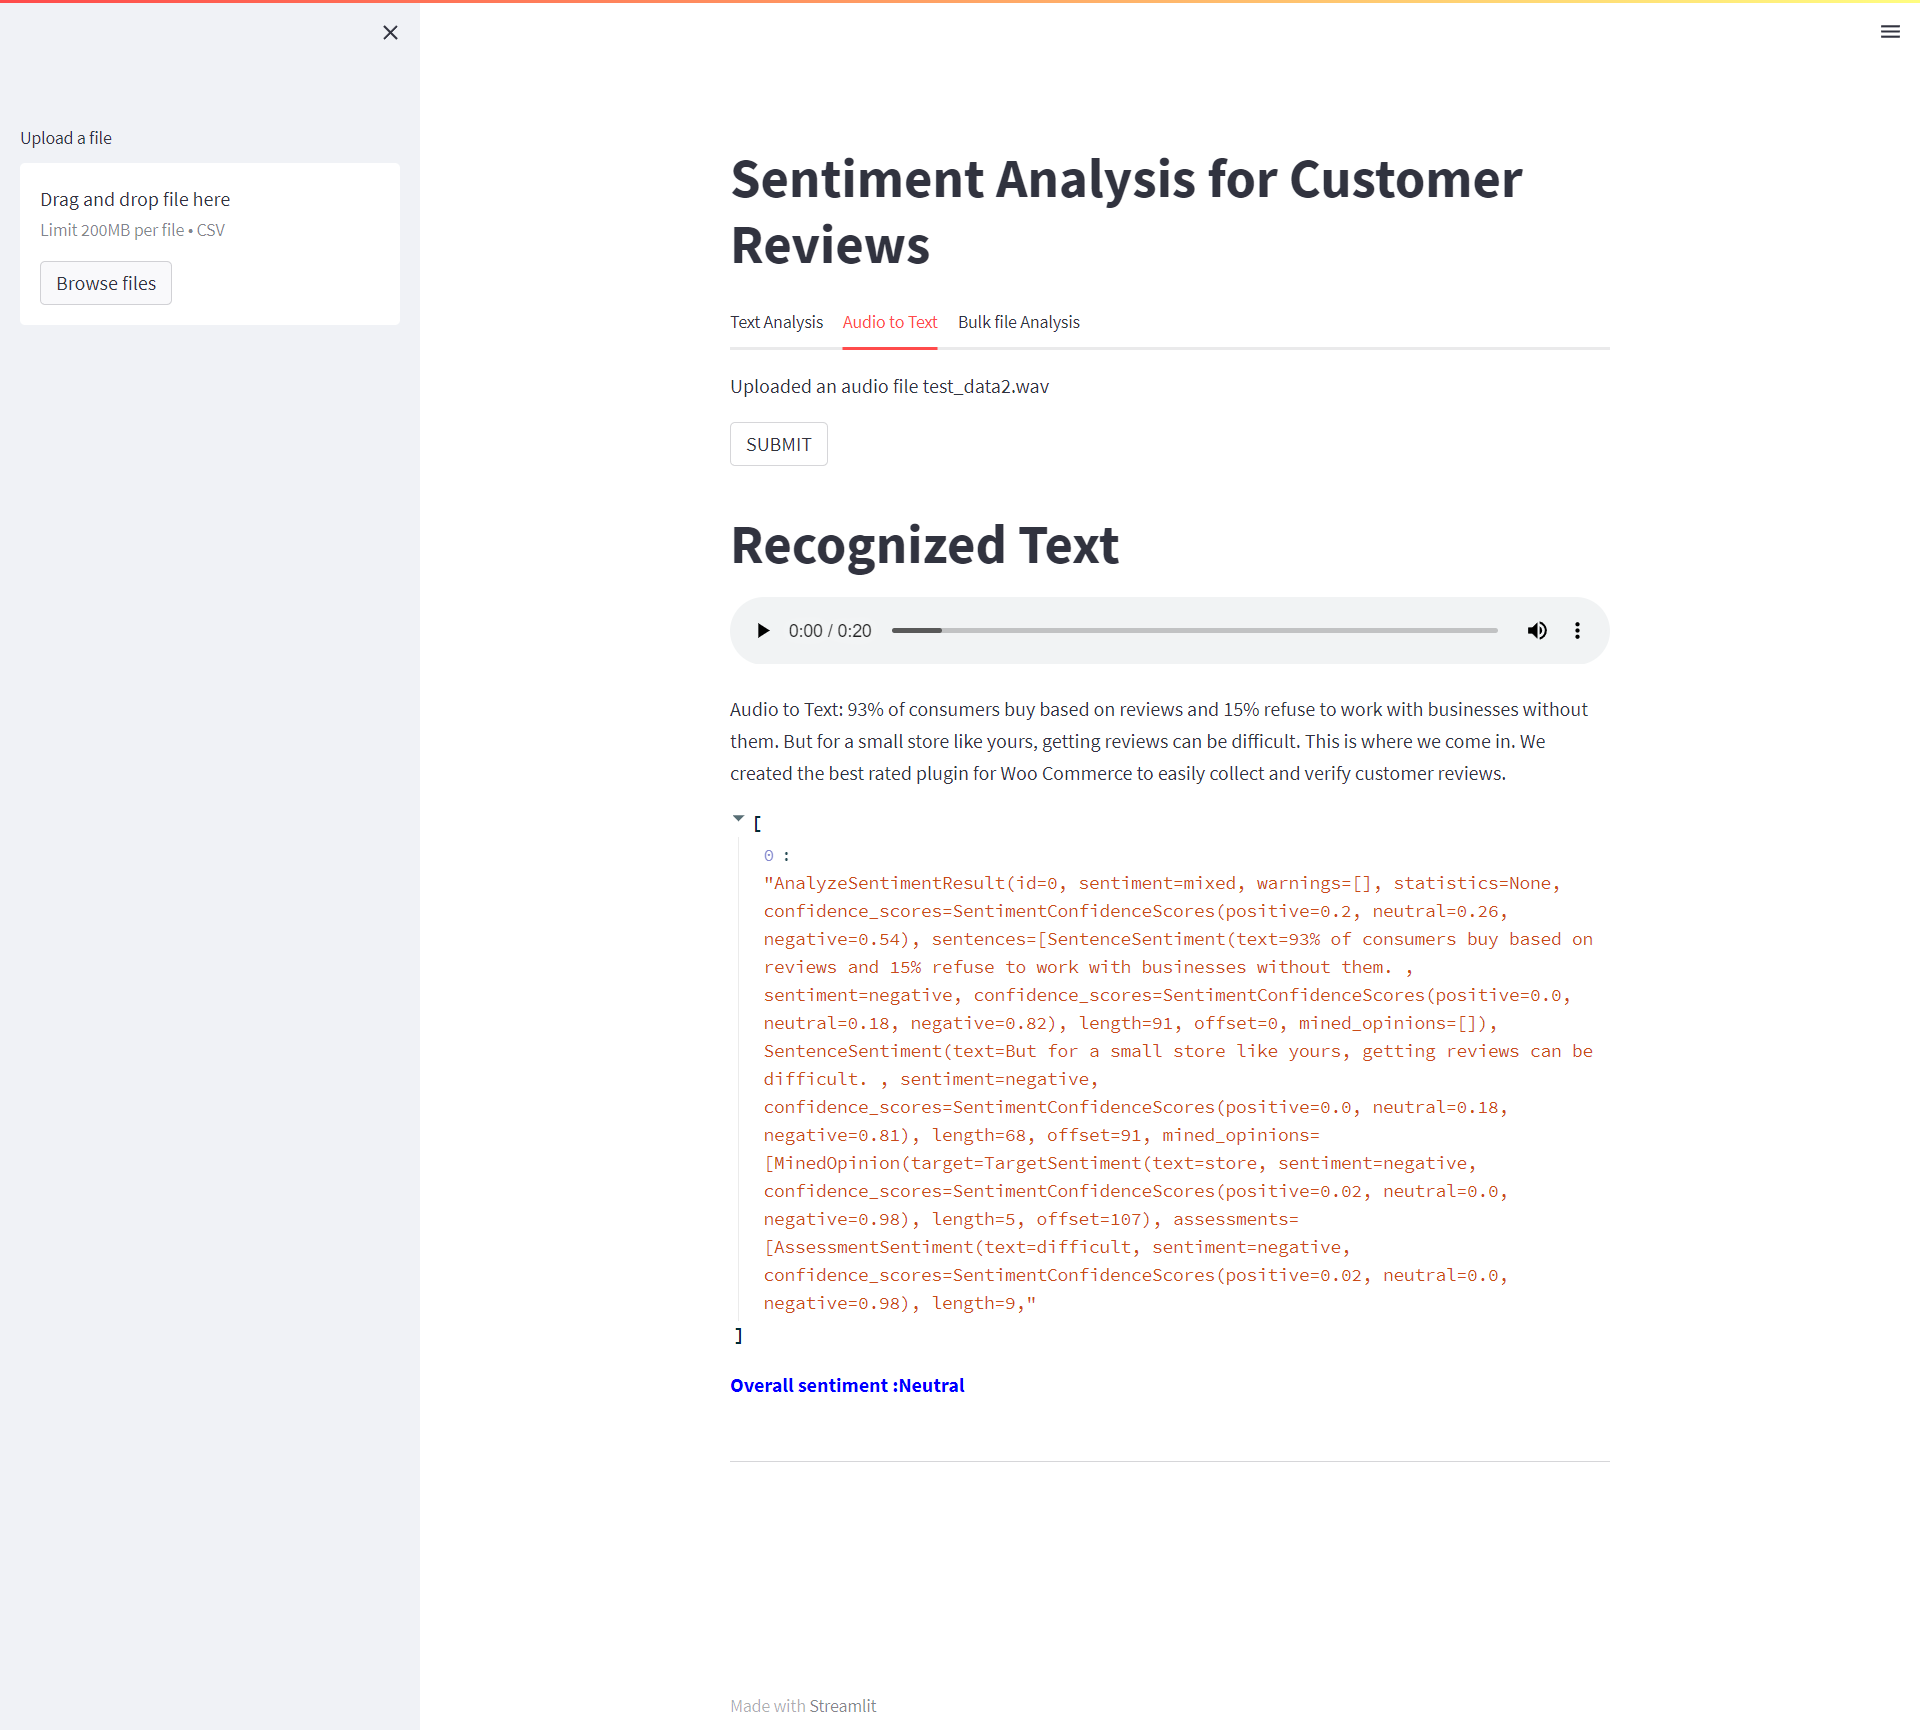 Upload a file
Drag and drop file here
Limit 200MB per file • CSV
Browse files
Sentiment Analysis for Customer
Reviews
Text Analysis Audio to Text Bulk file Analysis
Uploaded an audio file test_data2.wav
SUBMIT
Recognized Text
0:00 / 0:20
Audio to Text: 93% of consumers buy based on reviews and 15% refuse to work with businesses without
them. But for a small store like yours, getting reviews can be difficult. This is where we come in. We
created the best rated plugin for Woo Commerce to easily collect and verify customer reviews.
[
0 :
"AnalyzeSentimentResult(id=0, sentiment=mixed, warnings=[], statistics=None,
confidence_scores=SentimentConfidenceScores(positive=0.2, neutral=0.26,
negative=0.54), sentences=[SentenceSentiment(text=93% of consumers buy based on
reviews and 15% refuse to work with businesses without them. ,
sentiment=negative, confidence_scores=SentimentConfidenceScores(positive=0.0,
neutral=0.18, negative=0.82), length=91, offset=0, mined_opinions=[]),
SentenceSentiment(text=But for a small store like yours, getting reviews can be
difficult. , sentiment=negative,
confidence_scores=SentimentConfidenceScores(positive=0.0, neutral=0.18,
negative=0.81), length=68, offset=91, mined_opinions=
[MinedOpinion(target=TargetSentiment(text=store, sentiment=negative,
confidence_scores=SentimentConfidenceScores(positive=0.02, neutral=0.0,
negative=0.98), length=5, offset=107), assessments=
[AssessmentSentiment(text=difficult, sentiment=negative,
confidence_scores=SentimentConfidenceScores(positive=0.02, neutral=0.0,
negative=0.98), length=9,"
]
Overall sentiment :Neutral
Made with Streamlit